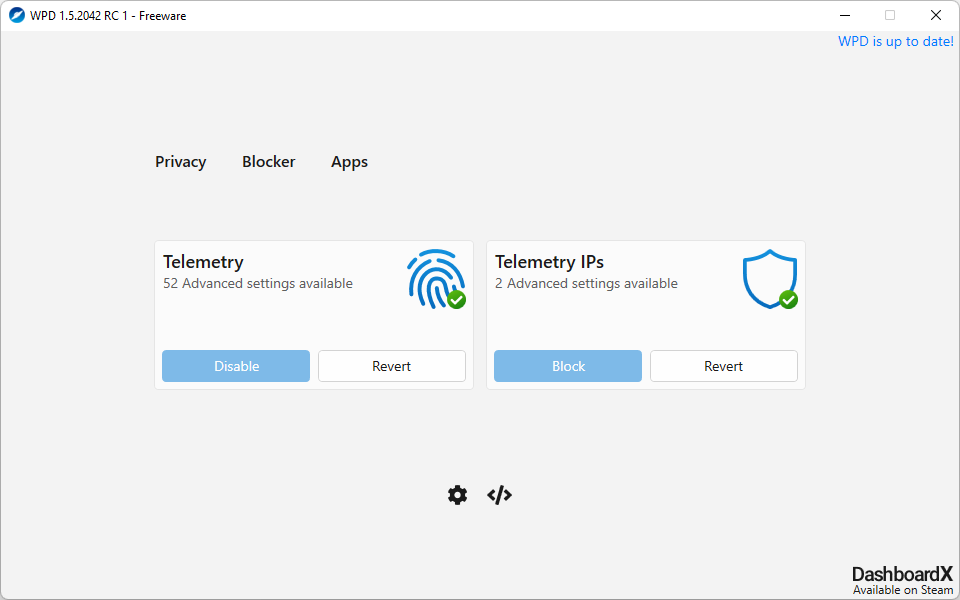 WPD 1.5.2042 RC 1 - Freeware
WPD is up to date!
Privacy Blocker Apps
Telemetry
52 Advanced settings available
Disable Revert
Telemetry IPs
2 Advanced settings available
Block Revert
DashboardX
Available on Steam